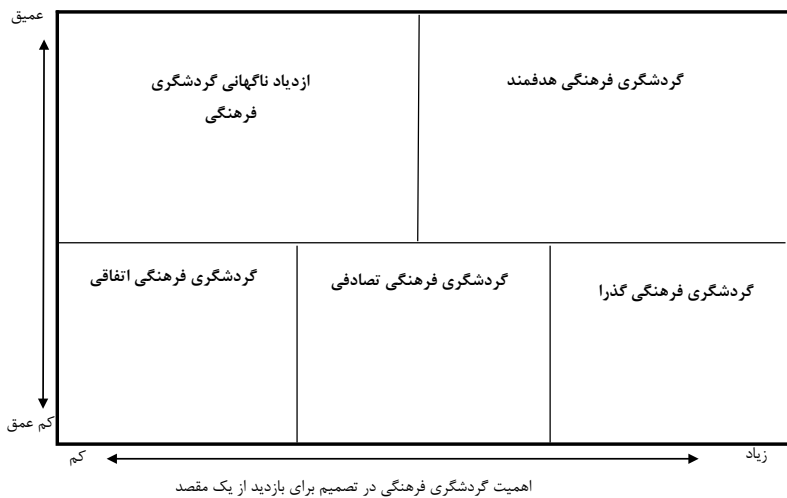 عمیق
گردشگری فرهنگی هدفمند
ازدیاد ناگهانی گردشگری
فرهنگی
گردشگری فرهنگی گذرا
گردشگری فرهنگی تصادفی
گردشگری فرهنگی اتفاقی
کم عمق
زیاد
کم
اهمیت گردشگری فرهنگی در تصمیم برای بازدید از یک مقصد